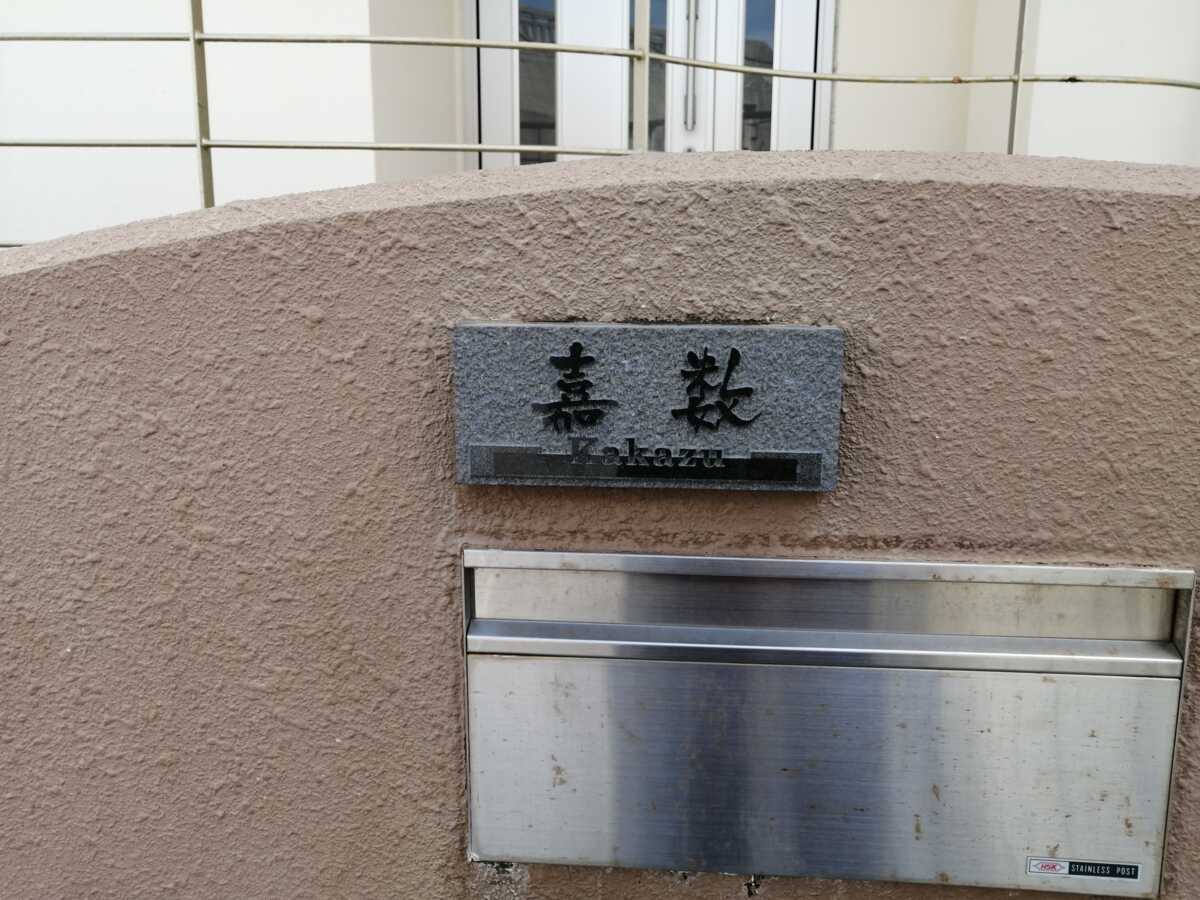 嘉数
Kakazu
HSK STAINLESS POST